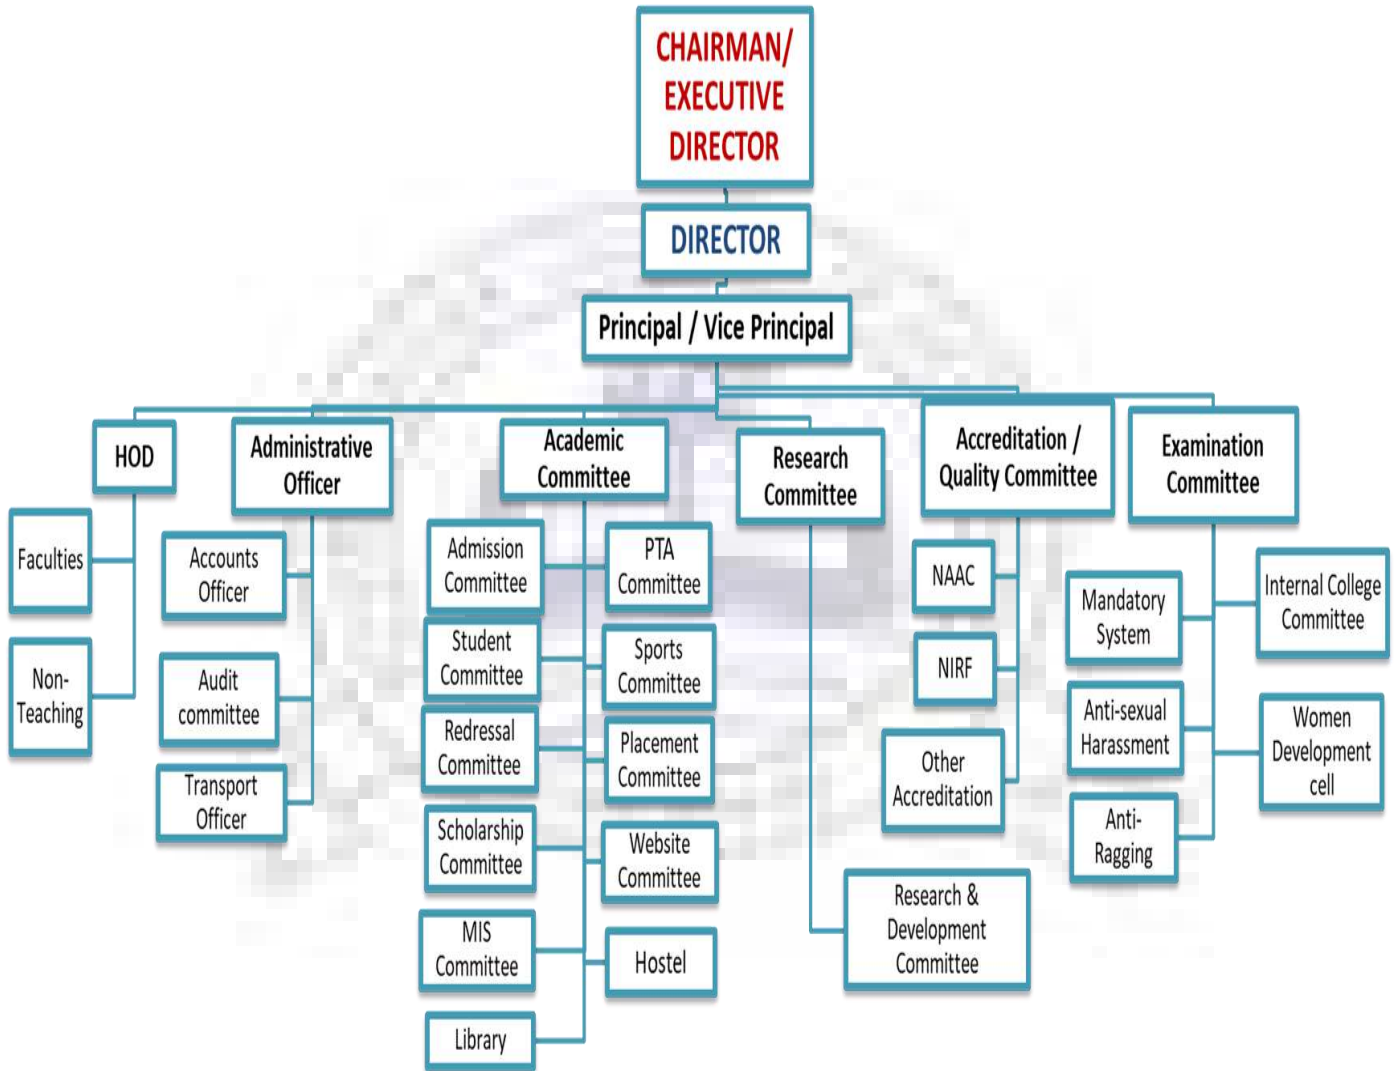 CHAIRMAN/
EXECUTIVE
DIRECTOR
DIRECTOR
Principal / Vice Principal
HOD
Faculties
Non-
Teaching
Administrative
Officer
Accounts
Officer
Audit
committee
Transport
Officer
Academic
Committee
Admission
Committee
PTA
Committee
Student
Committee
Sports
Committee
Redressal
Committee
Placement
Committee
Scholarship
Committee
Website
Committee
MIS
Committee
Hostel
Library
Research
Committee
Research &
Development
Committee
Accreditation /
Quality Committee
NAAC
NIRF
Other
Accreditation
Examination
Committee
Mandatory
System
Internal College
Committee
Anti-sexual
Harassment
Women
Development
cell
Anti-
Ragging